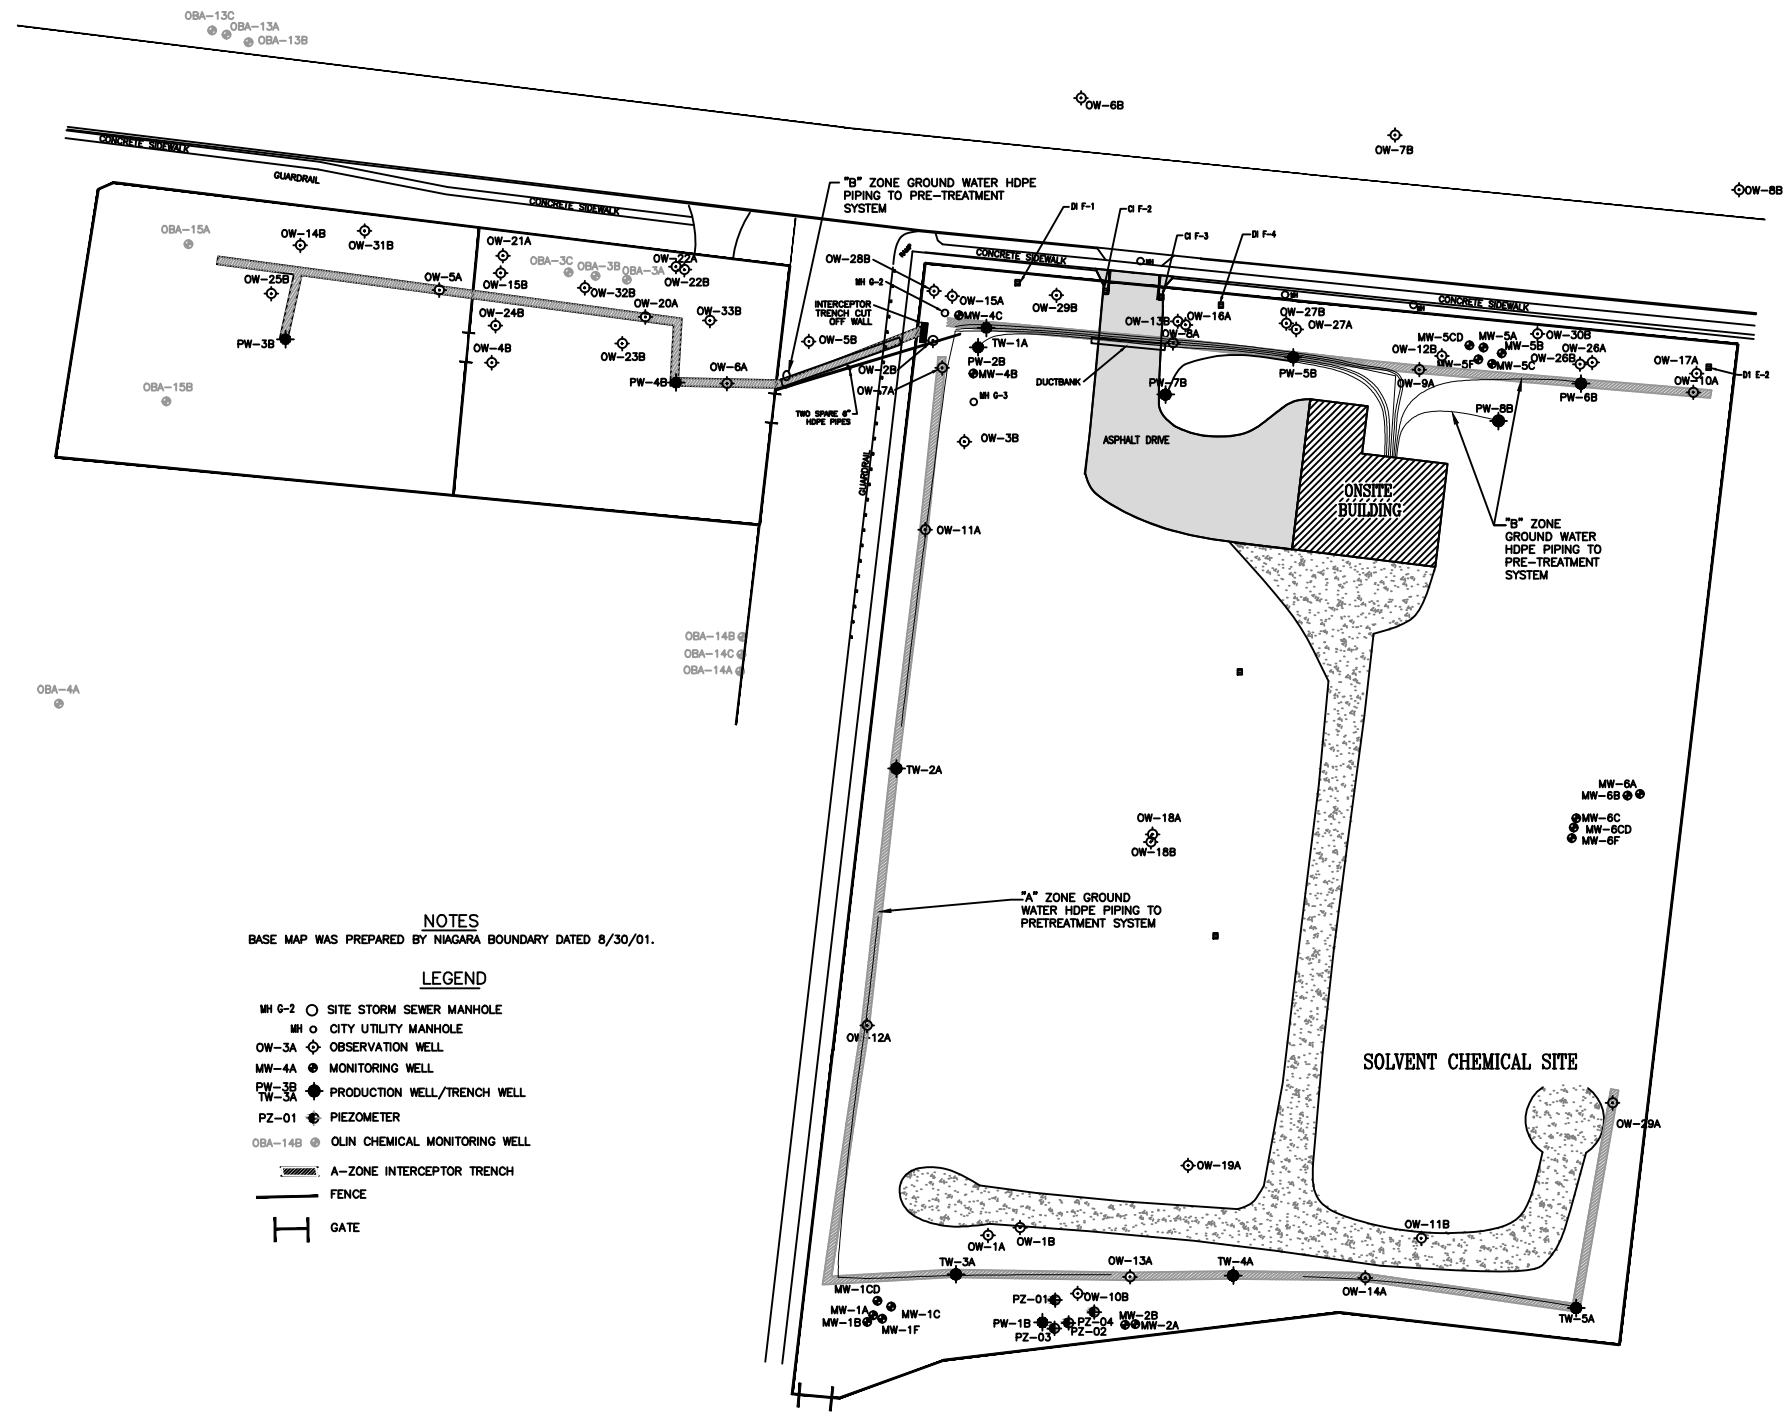 OBA-13C
OBA-13A
OBA-13B
OW-6B
OW-7B
OW-8B
CONCRETE SIDEWALK
GUARDRAIL
CONCRETE SIDEWALK
"B" ZONE GROUND WATER HDPE
PIPING TO PRE-TREATMENT
SYSTEM
DI F-1
CI F-2
CI F-3
DI F-4
OBA-15A
OW-14B
OW-31B
OW-21A
OBA-3C
OBA-3B
OBA-3A
OW-22A
OW-22B
OW-25B
OW-5A
OW-15B
OW-32B
OW-20A
OW-33B
OW-24B
PW-3B
OW-4B
OW-23B
PW-4B
OW-6A
OBA-15B
OW-28B
MH G-2
INTERCEPTOR
TRENCH CUT
OFF WALL
OW-5B
OW-2B
OW-7A
TWO SPARE 6"
HDPE PIPES
RAMP
CONCRETE SIDEWALK
MH
MH
MH
CONCRETE SIDEWALK
OW-15A
MW-4C
OW-29B
OW-13B
OW-16A
OW-8A
OW-27B
OW-27A
TW-1A
PW-2B
MW-4B
MH G-3
OW-3B
DUCTBANK
PW-7B
PW-5B
ASPHALT DRIVE
MW-5CD
MW-5A
MW-5B
OW-30B
OW-12B
MW-5F
MW-5C
OW-26B
OW-26A
OW-17A
OW-9A
OW-10A
DI E-2
PW-6B
PW-8B
GUARDRAIL
ONSITE
BUILDING
"B" ZONE
GROUND WATER
HDPE PIPING TO
PRE-TREATMENT
SYSTEM
OW-11A
OBA-14B
OBA-14C
OBA-14A
OBA-4A
TW-2A
MW-6A
MW-6B
MW-6C
MW-6CD
MW-6F
OW-18A
OW-18B
"A" ZONE GROUND
WATER HDPE PIPING TO
PRETREATMENT SYSTEM
NOTES
BASE MAP WAS PREPARED BY NIAGARA BOUNDARY DATED 8/30/01.
LEGEND
MH G-2 SITE STORM SEWER MANHOLE
MH CITY UTILITY MANHOLE
OW-3A OBSERVATION WELL
MW-4A MONITORING WELL
PW-3B
TW-3A PRODUCTION WELL/TRENCH WELL
PZ-01 PIEZOMETER
OBA-14B OLIN CHEMICAL MONITORING WELL
A-ZONE INTERCEPTOR TRENCH
FENCE
GATE
OW-12A
SOLVENT CHEMICAL SITE
OW-29A
OW-19A
OW-11B
OW-1A
OW-1B
TW-3A
OW-13A
TW-4A
OW-14A
TW-5A
MW-1CD
MW-1A
MW-1B
MW-1C
MW-1F
PZ-01
OW-10B
PW-1B
PZ-04
PZ-03
PZ-02
MW-2B
MW-2A